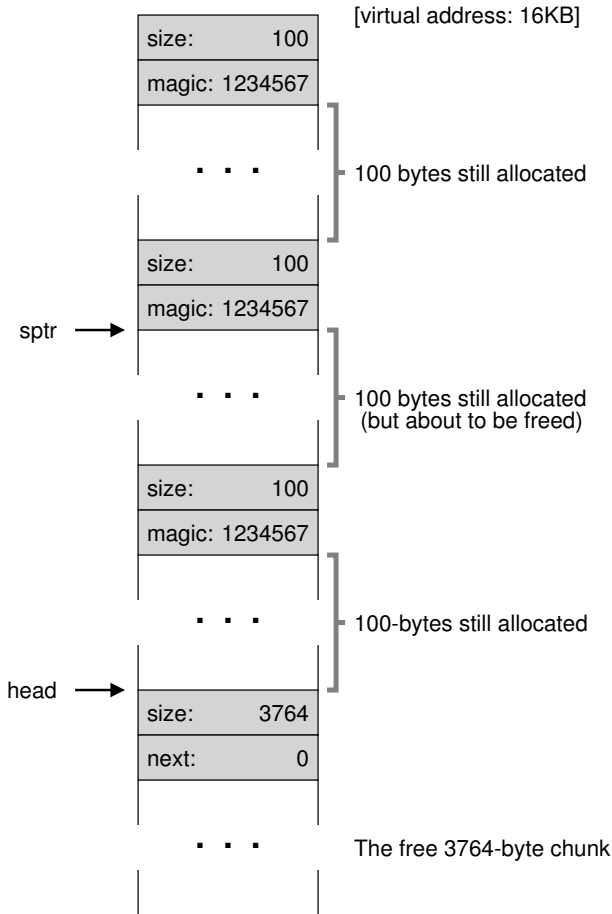 [virtual address: 16KB]
size: 100
magic: 1234567
. . .
100 bytes still allocated
size: 100
magic: 1234567
sptr
. . .
100 bytes still allocated
(but about to be freed)
size: 100
magic: 1234567
. . .
100-bytes still allocated
head
size: 3764
next: 0
. . .
The free 3764-byte chunk